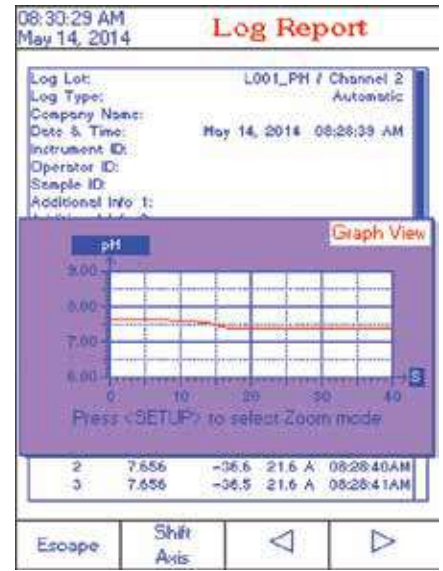 08:30:29 AM
May 14, 2014
Log Report
Log Lot: L001_PH / Channel 2
Log Type: Automatic
Company Name:
Date & Time: May 14, 2014 08:28:39 AM
Instrument ID:
Operator ID:
Sample ID:
Additional Info 1:
Graph View
pH
9.00
8.00
7.00
6.00
0 10 20 30 40 S
Press <SETUP> to select Zoom mode
2 7.656 -36.6 21.6 A 08:28:40AM
3 7.656 -36.5 21.6 A 08:28:41AM
Escape
Shift
Axis